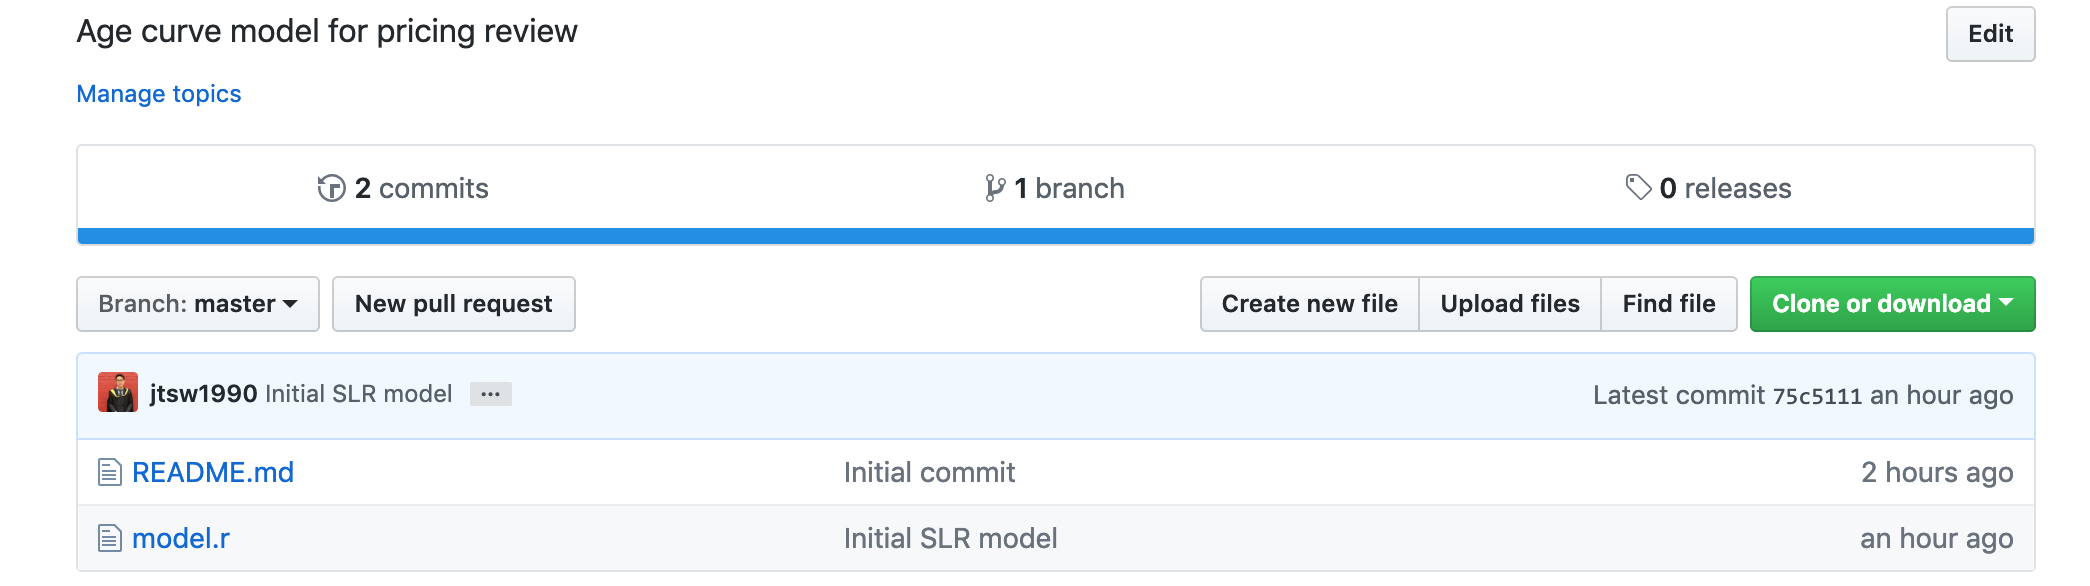 Age curve model for pricing review
Edit
Manage topics
2 commits
1 branch
0 releases
Branch: master
New pull request
Create new file
Upload files
Find file
Clone or download
jtsw1990 Initial SLR model ...
Latest commit 75c5111 an hour ago
README.md
Initial commit
2 hours ago
model.r
Initial SLR model
an hour ago